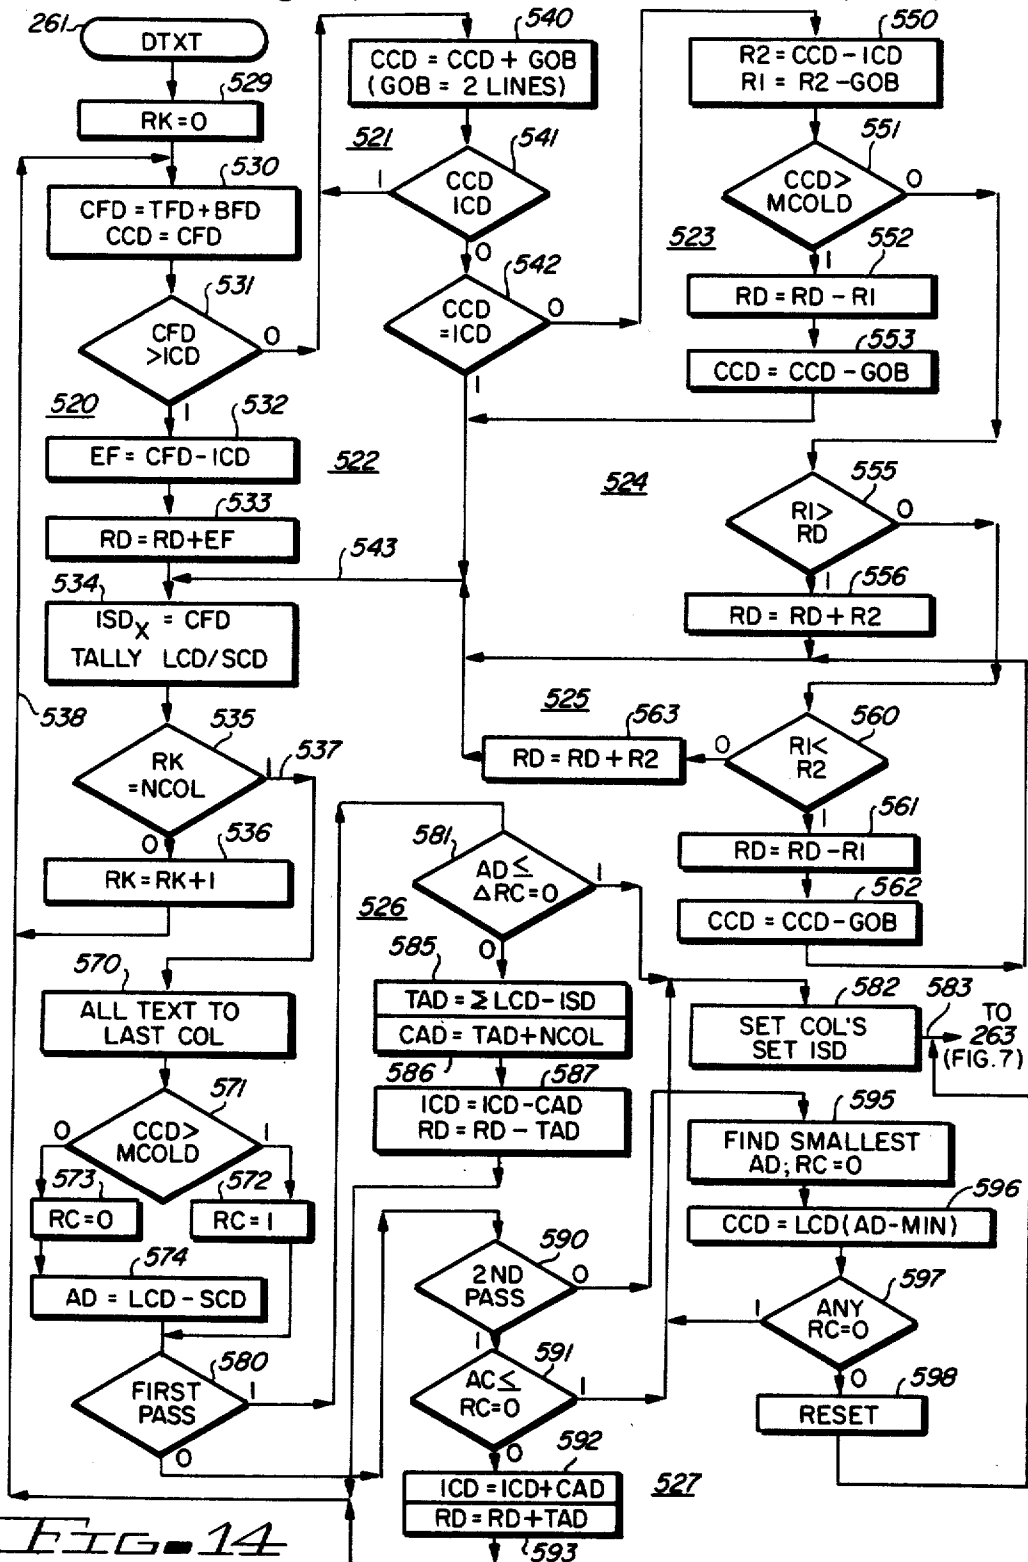 261
DTXT
529
RK=0
530
CFD=TFD+BFD
CCD=CFD
531
CFD
>ICD
0
1
520
532
EF=CFD-ICD
522
533
RD=RD+EF
543
534
ISDX = CFD
TALLY LCD/SCD
538
535
RK
=NCOL
1
537
0
536
RK=RK+1
570
ALL TEXT TO
LAST COL
571
CCD>
MCOLD
0
1
573
RC=0
572
RC=1
574
AD=LCD-SCD
580
FIRST
PASS
1
0
540
CCD=CCD+GOB
(GOB = 2 LINES)
521
541
CCD
ICD
1
0
542
CCD
=ICD
0
1
550
R2=CCD-ICD
R1=R2-GOB
551
CCD>
MCOLD
0
1
523
552
RD=RD-R1
553
CCD=CCD-GOB
524
555
R1>
RD
0
1
556
RD=RD+R2
525
563
RD=RD+R2
560
R1<
R2
0
1
561
RD=RD-R1
562
CCD=CCD-GOB
581
AD≤
ΔRC=0
1
0
526
585
TAD=ΣLCD-ISD
CAD=TAD+NCOL
586
587
ICD=ICD-CAD
RD=RD-TAD
582
SET COL'S
SET ISD
583
TO
263
(FIG.7)
590
2ND
PASS
0
1
591
AC≤
RC=0
1
0
592
ICD=ICD+CAD
RD=RD+TAD
593
527
595
FIND SMALLEST
AD; RC=0
596
CCD=LCD(AD-MIN)
597
ANY
RC=0
1
0
598
RESET
FIG-14